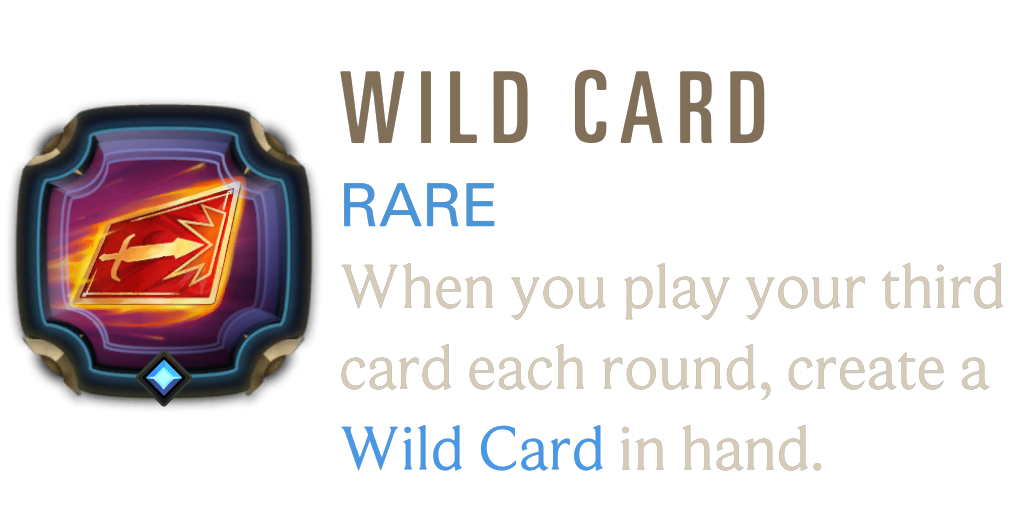 WILD CARD
RARE
When you play your third
card each round, create a
Wild Card in hand.